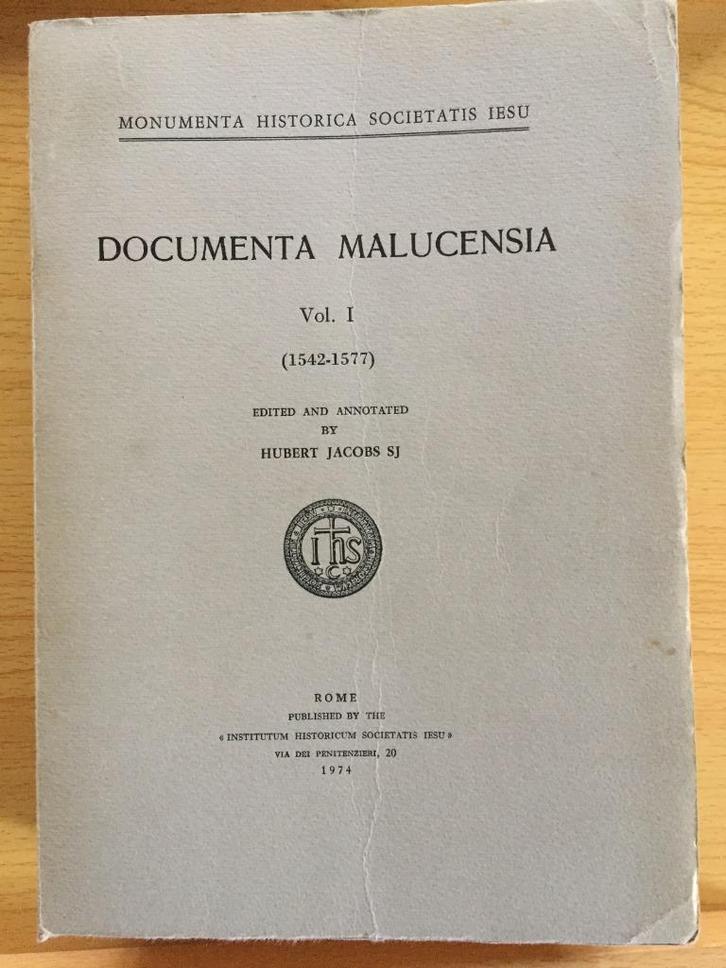 MONUMENTA HISTORICA SOCIETATIS IESU
DOCUMENTA MALUCENSIA
Vol. I
(1542-1577)
EDITED AND ANNOTATED
BY
HUBERT JACOBS SJ
IHS
ROME
PUBLISHED BY THE
« INSTITUTUM HISTORICUM SOCIETATIS IESU »
VIA DEI PENITENZIERI, 20
1974